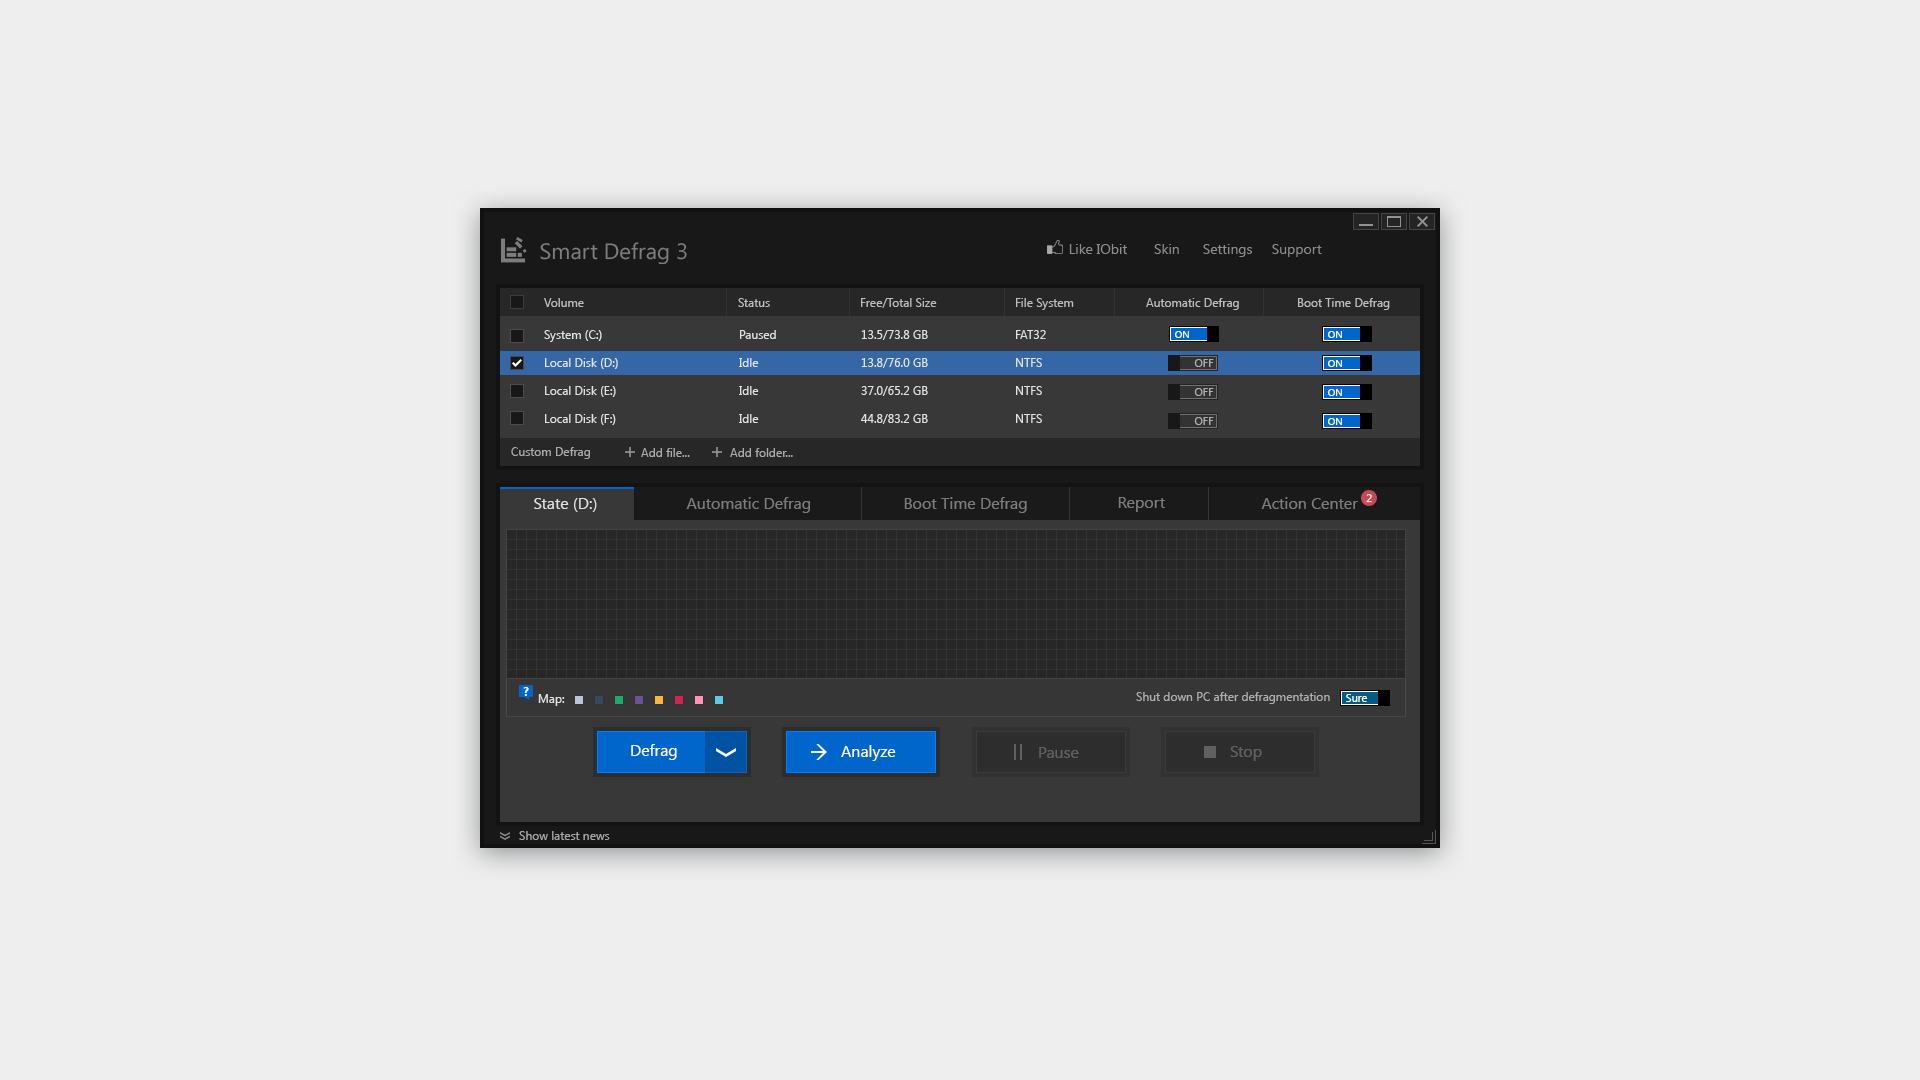 Smart Defrag 3
Like IObit Skin Settings Support
Volume Status Free/Total Size File System Automatic Defrag Boot Time Defrag
System (C:) Paused 13.5/73.8 GB FAT32 ON ON
Local Disk (D:) Idle 13.8/76.0 GB NTFS OFF ON
Local Disk (E:) Idle 37.0/65.2 GB NTFS OFF ON
Local Disk (F:) Idle 44.8/83.2 GB NTFS OFF ON
Custom Defrag + Add file... + Add folder...
State (D:) Automatic Defrag Boot Time Defrag Report Action Center 2
? Map: Shut down PC after defragmentation Sure
Defrag Analyze Pause Stop
Show latest news